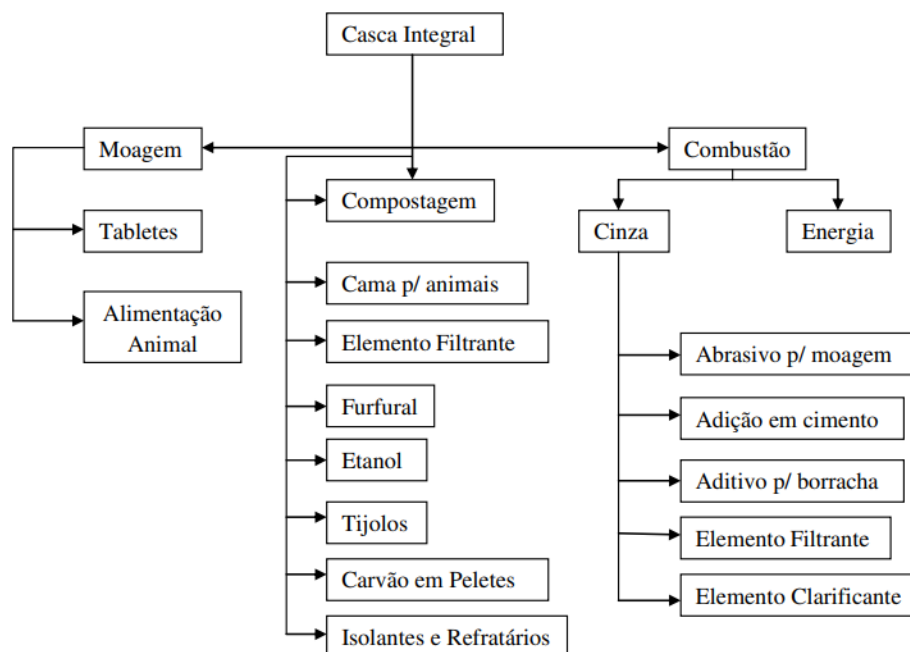 Casca Integral
Moagem
Combustão
Compostagem
Tabletes
Cinza
Energia
Cama p/ animais
Alimentação
Animal
Elemento Filtrante
Abrasivo p/ moagem
Furfural
Adição em cimento
Etanol
Aditivo p/ borracha
Tijolos
Elemento Filtrante
Carvão em Peletes
Elemento Clarificante
Isolantes e Refratários